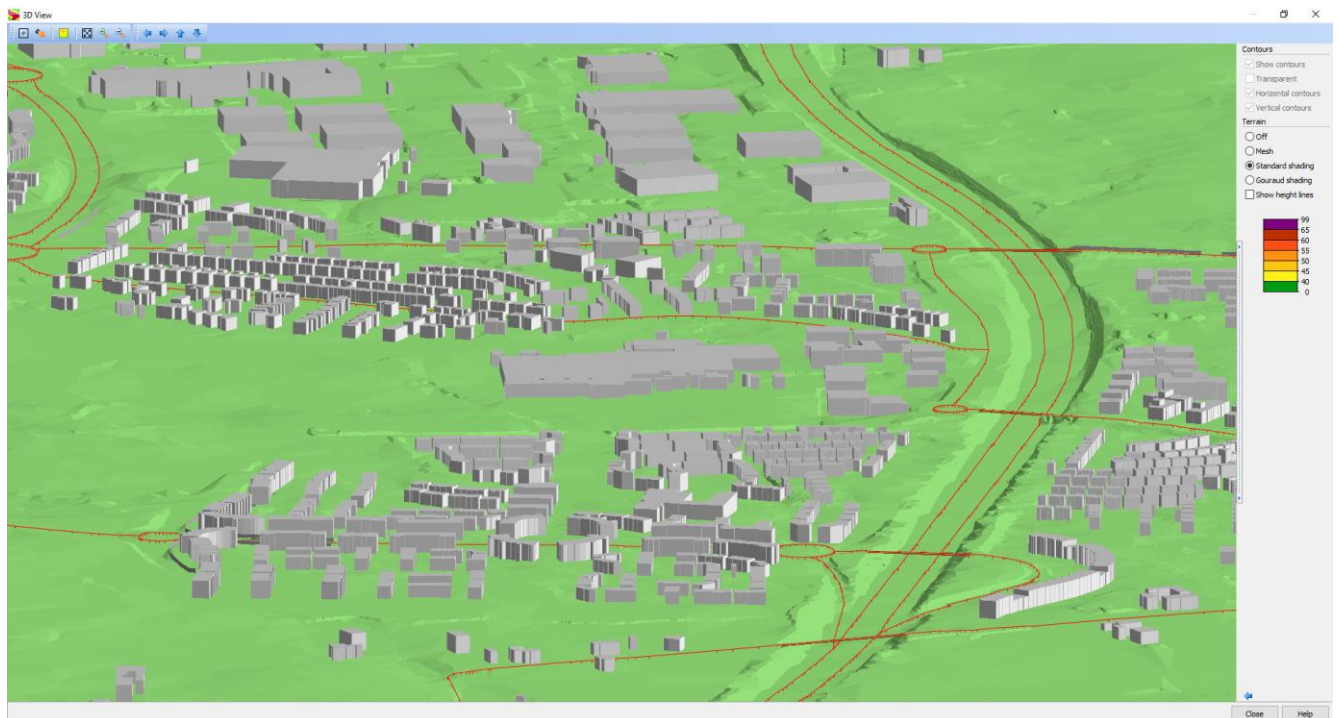 3D View
Contours
Show contours
Transparent
Horizontal contours
Vertical contours
Terrain
Off
Mesh
Standard shading
Gouraud shading
Show height lines
99
65
60
55
50
45
40
0
Close Help